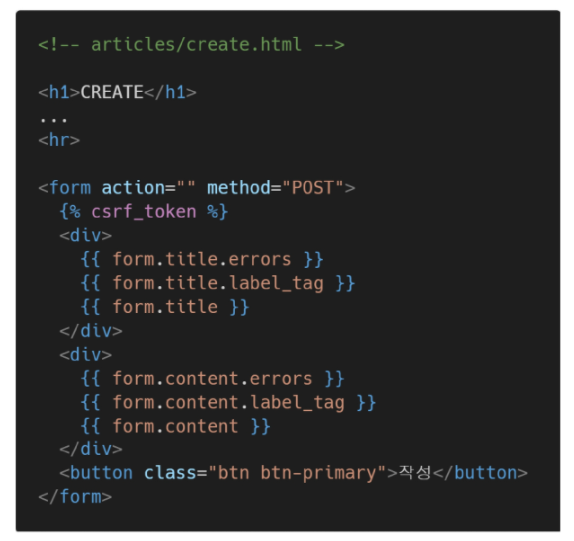 <!-- articles/create.html -->
<h1>CREATE</h1>
...
<hr>
<form action="" method="POST">
{% csrf_token %}
<div>
{{ form.title.errors }}
{{ form.title.label_tag }}
{{ form.title }}
</div>
<div>
{{ form.content.errors }}
{{ form.content.label_tag }}
{{ form.content }}
</div>
<button class="btn btn-primary">작성</button>
</form>